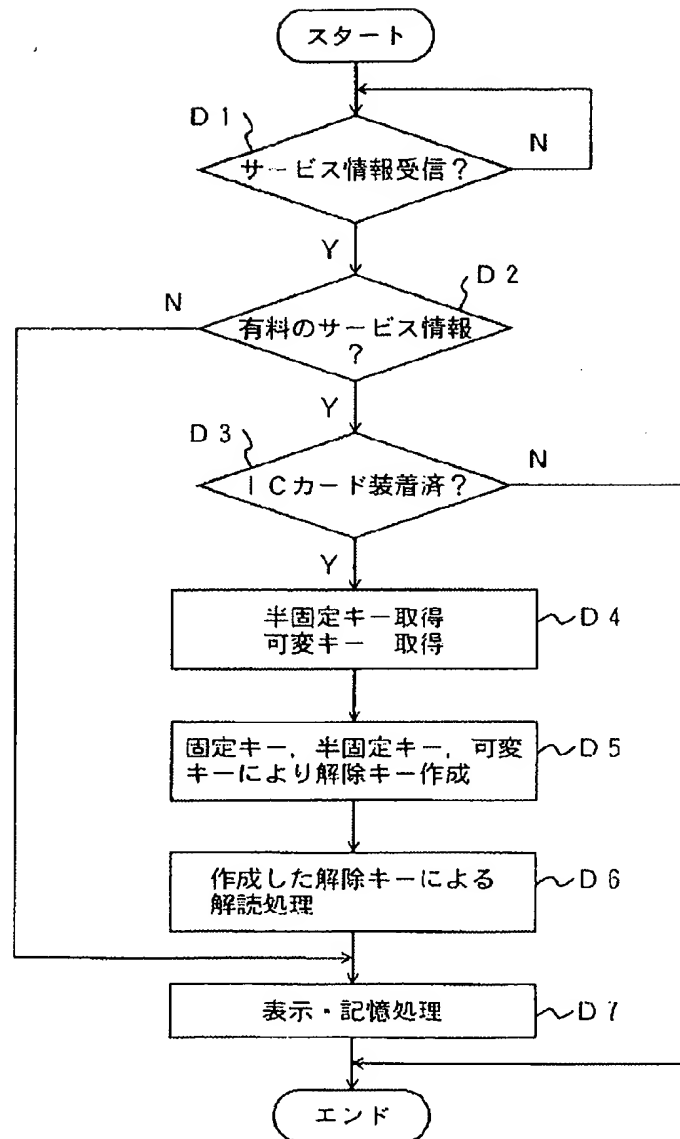 スタート
D1
サービス情報受信?
N
Y
D2
N
有料のサービス情報
?
Y
D3
ICカード装着済?
N
Y
半固定キー取得
可変キー 取得
D4
固定キー,半固定キー,可変
キーにより解除キー作成
D5
作成した解除キーによる
解読処理
D6
表示・記憶処理
D7
エンド